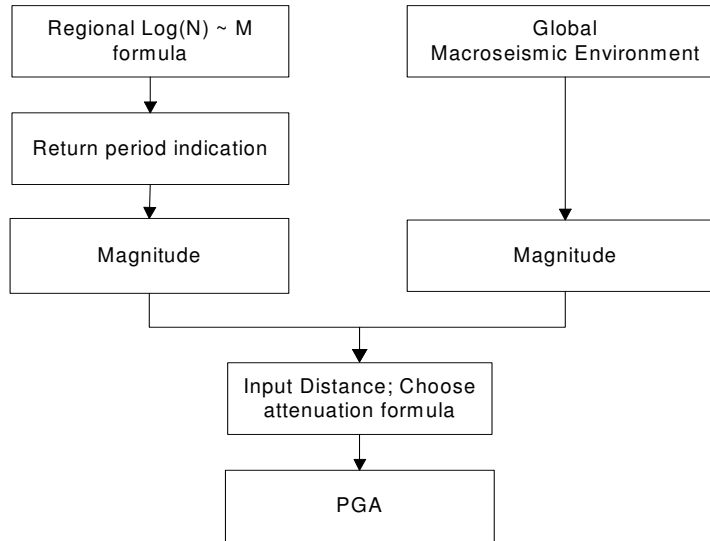 Regional Log(N) ~ M
formula
Global
Macroseismic Environment
Return period indication
Magnitude
Magnitude
Input Distance; Choose
attenuation formula
PGA